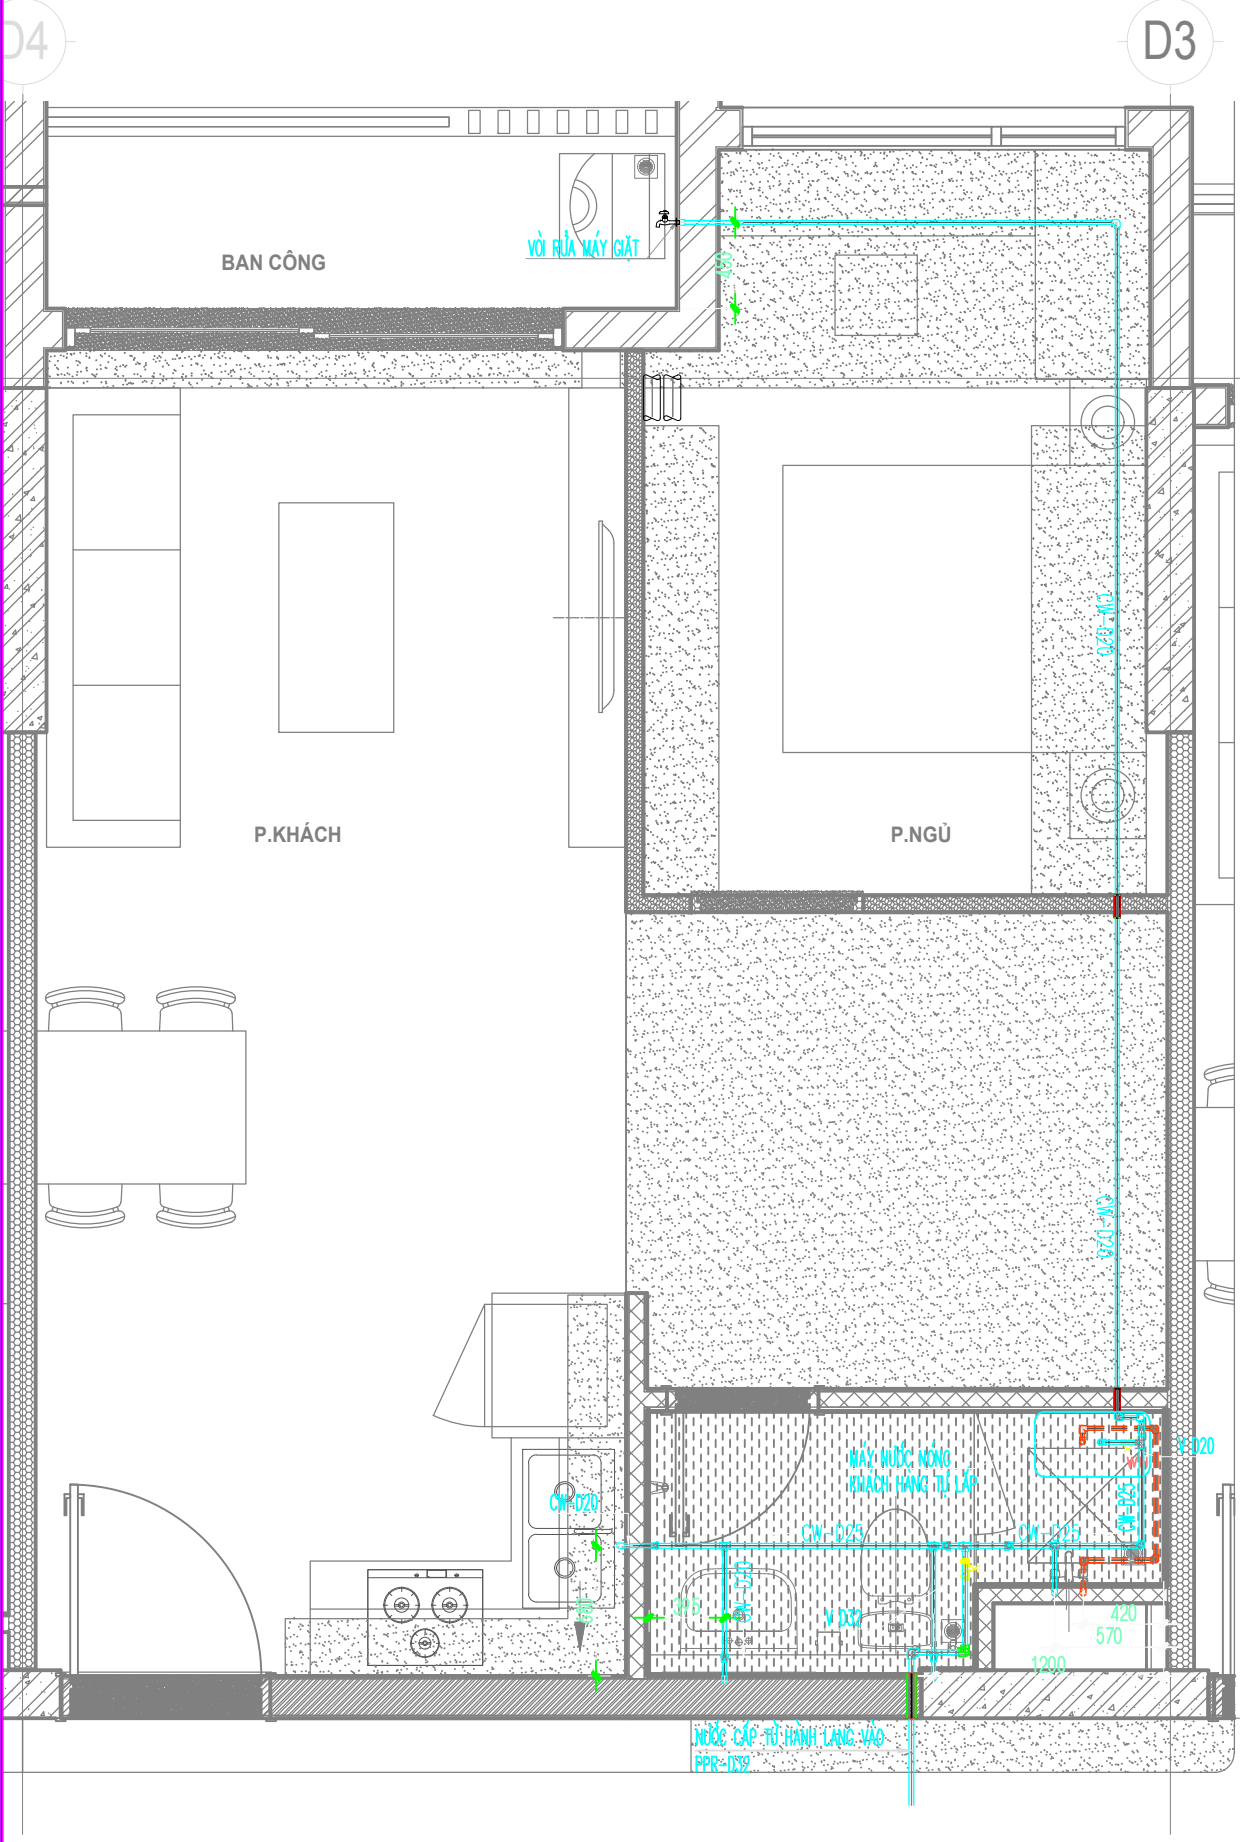 D4
D3
BAN CÔNG
VÒI RỬA MÁY GIẶT
480
CW-D20
P.KHÁCH
P.NGỦ
CW-D20
MÁY NƯỚC NÓNG
KHÁCH HÀNG TỰ LẮP
V D20
CW-D20
CW-D25
CW-D25
CW-D25
CW-D20
395
V D32
420
570
1200
NƯỚC CẤP TỪ HÀNH LANG VÀO
PPR-D32